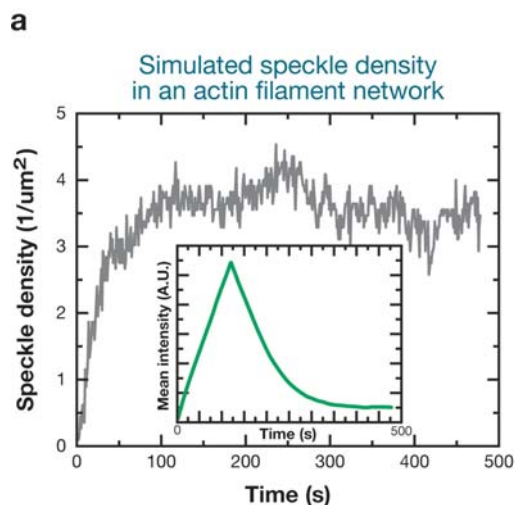 a
Simulated speckle density
in an actin filament network
Speckle density (1/um²)
5
4
3
2
1
0
0 100 200 300 400 500
Time (s)
Mean intensity (A.U.)
0 500
Time (s)